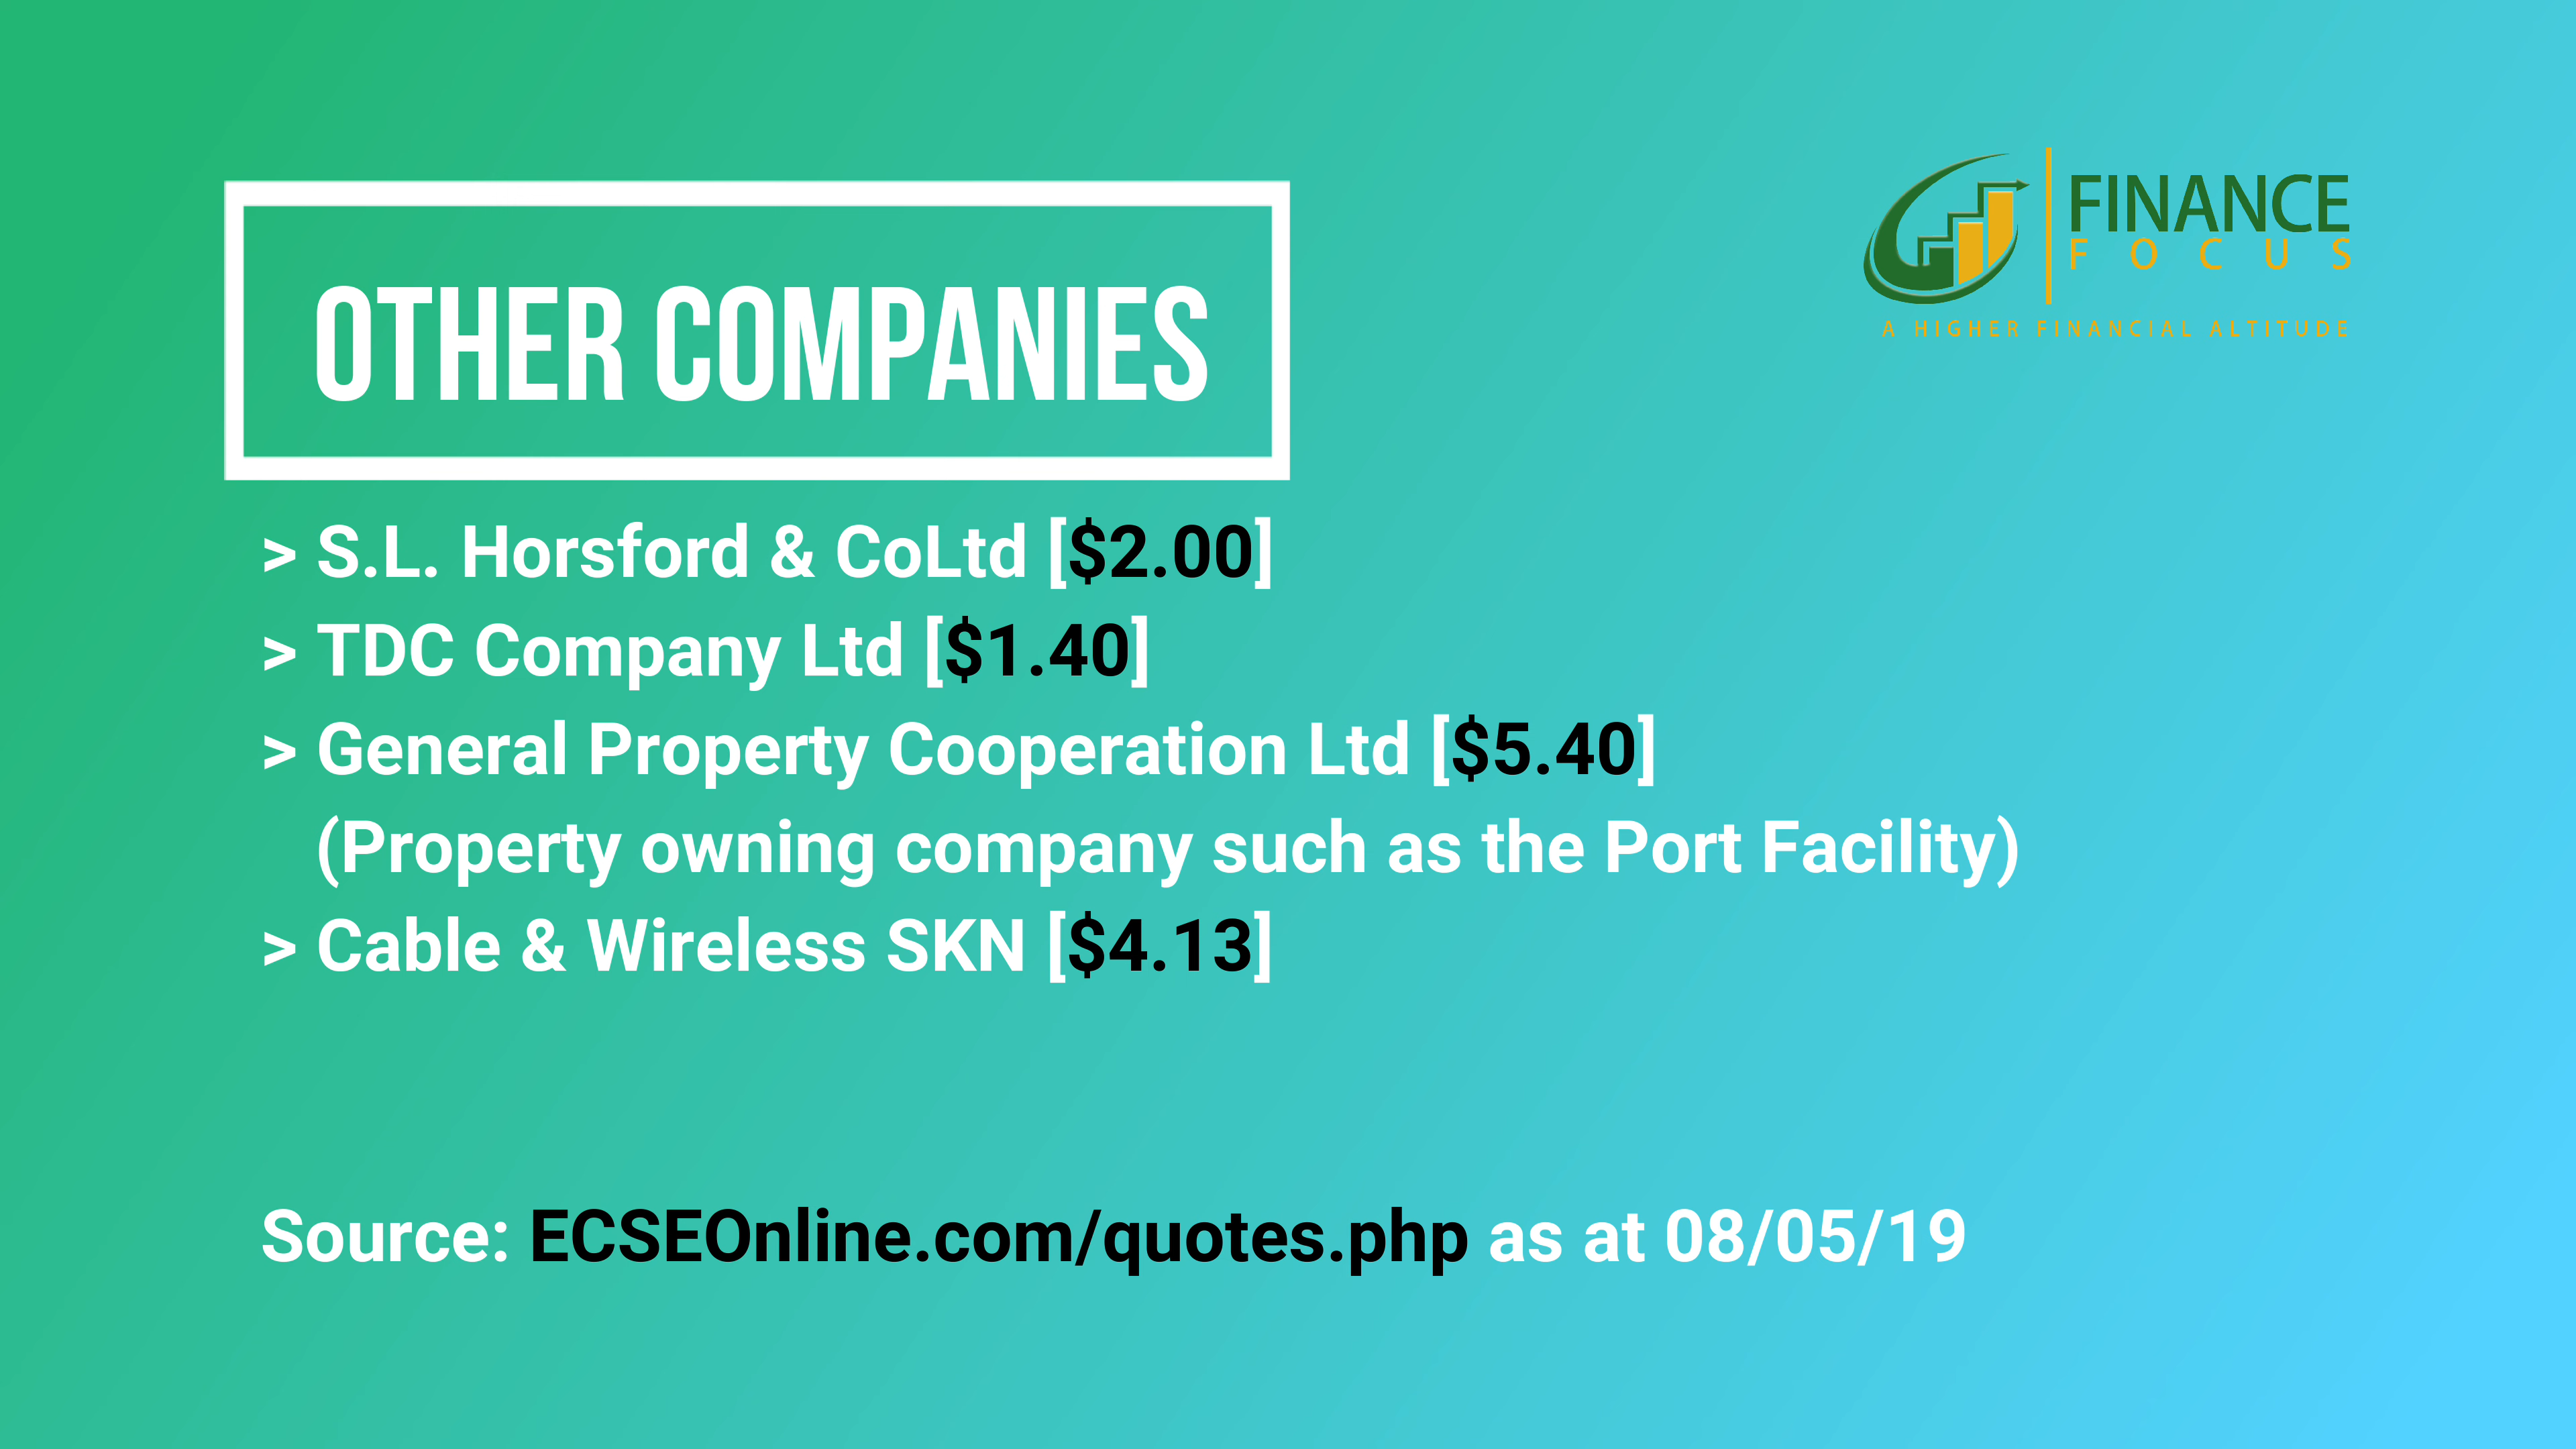 FINANCE
FOCUS
A HIGHER FINANCIAL ALTITUDE
OTHER COMPANIES
> S.L. Horsford & CoLtd [$2.00]
> TDC Company Ltd [$1.40]
> General Property Cooperation Ltd [$5.40]
(Property owning company such as the Port Facility)
> Cable & Wireless SKN [$4.13]
Source: ECSEOnline.com/quotes.php as at 08/05/19